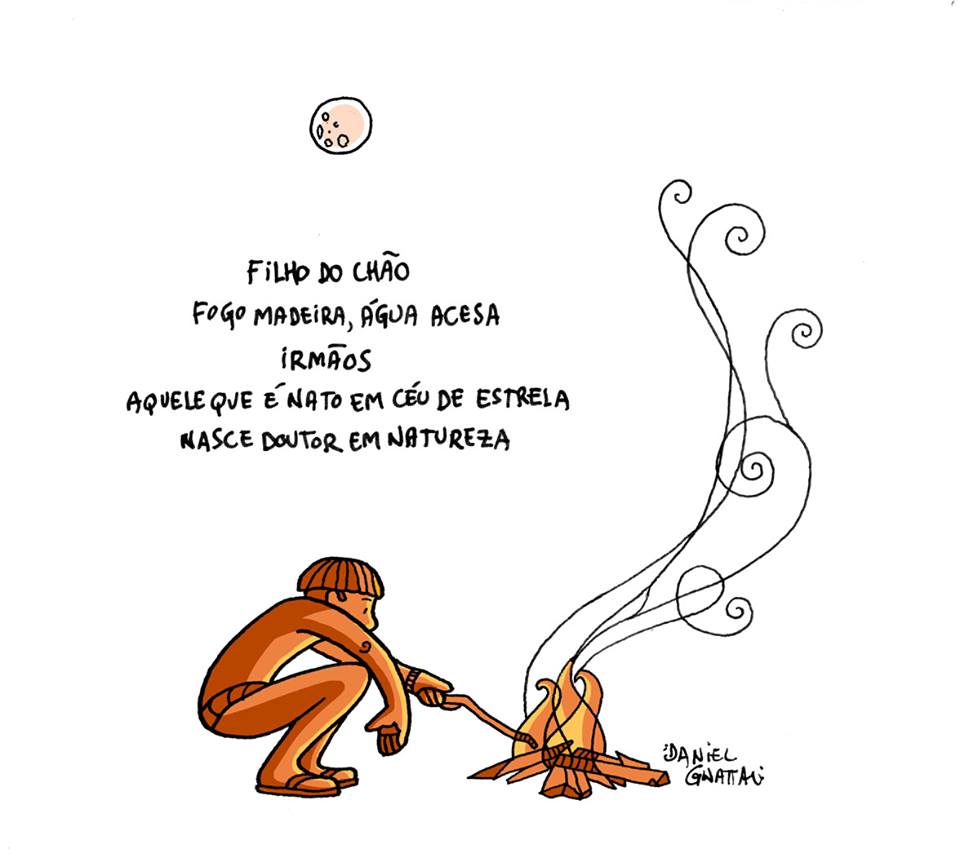 FILHO DO CHÃO
FOGO MADEIRA, ÁGUA ACESA
IRMÃOS
AQUELE QUE É NATO EM CÉU DE ESTRELA
NASCE DOUTOR EM NATUREZA
DANIEL
GNATTALI